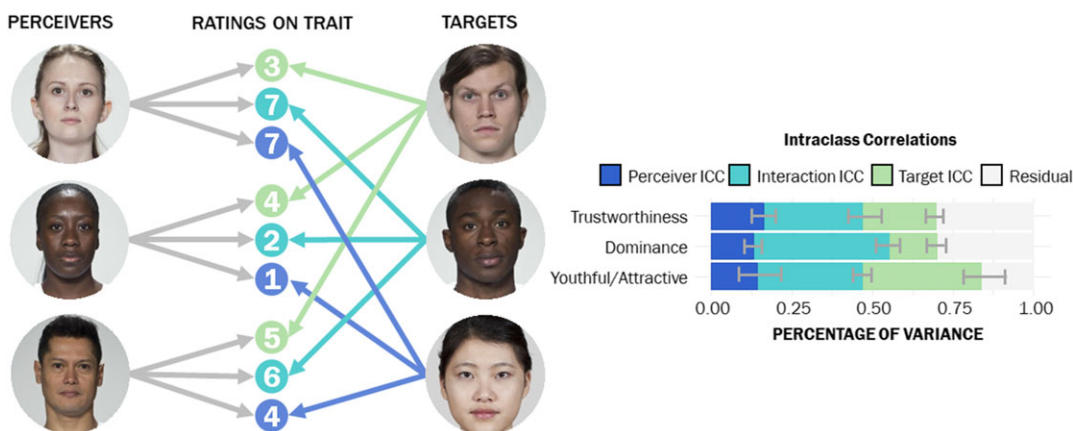 PERCEIVERS
RATINGS ON TRAIT
TARGETS
3
7
7
4
2
1
5
6
4
Intraclass Correlations
Perceiver ICC Interaction ICC Target ICC Residual
Trustworthiness
Dominance
Youthful/Attractive
0.00 0.25 0.50 0.75 1.00
PERCENTAGE OF VARIANCE